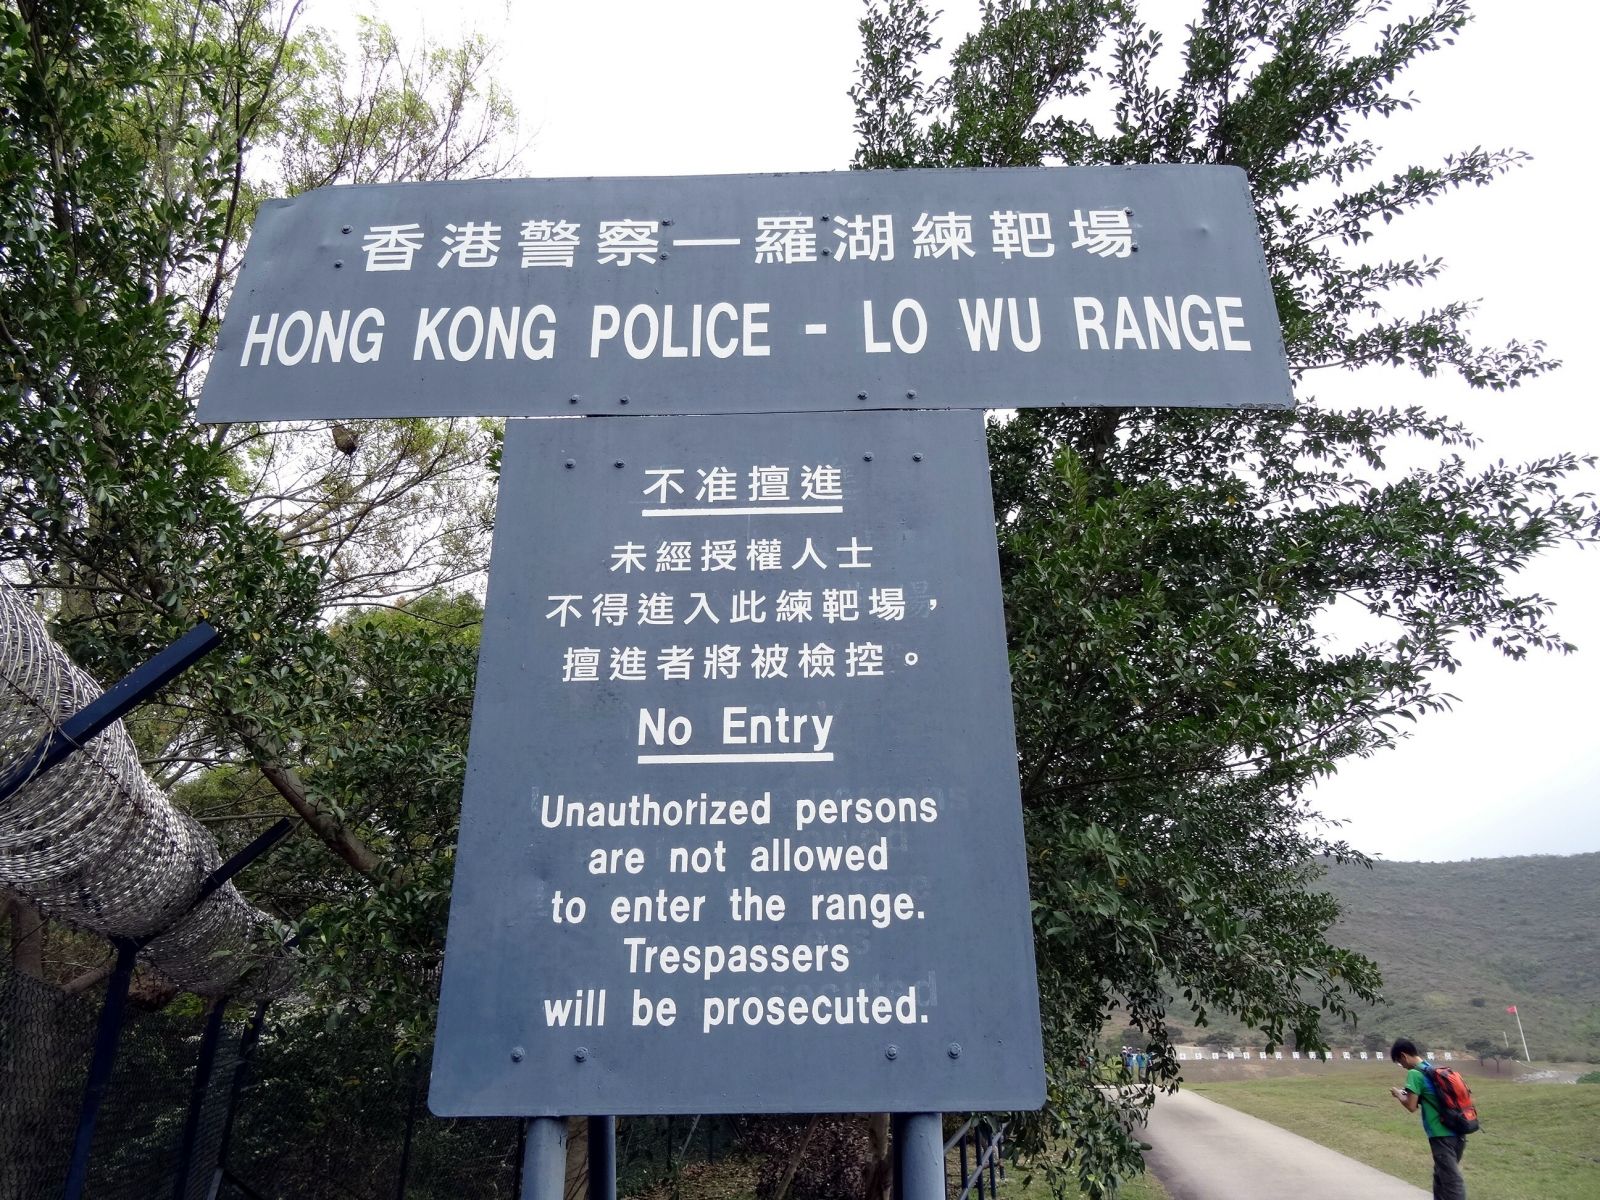 香港警察—羅湖練靶場
HONG KONG POLICE - LO WU RANGE
不准擅進
未經授權人士
不得進入此練靶場，
擅進者將被檢控。
No Entry
Unauthorized persons
are not allowed
to enter the range.
Trespassers
will be prosecuted.